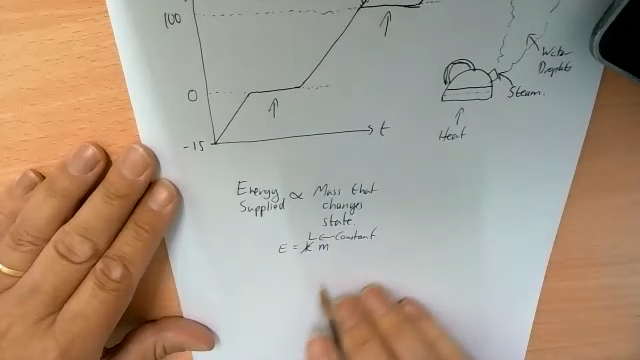 100
0
-15
t
Water
Droplets
Steam.
Heat
Energy ∝ Mass that
Supplied changes
state.
L ← Constant
E = k m